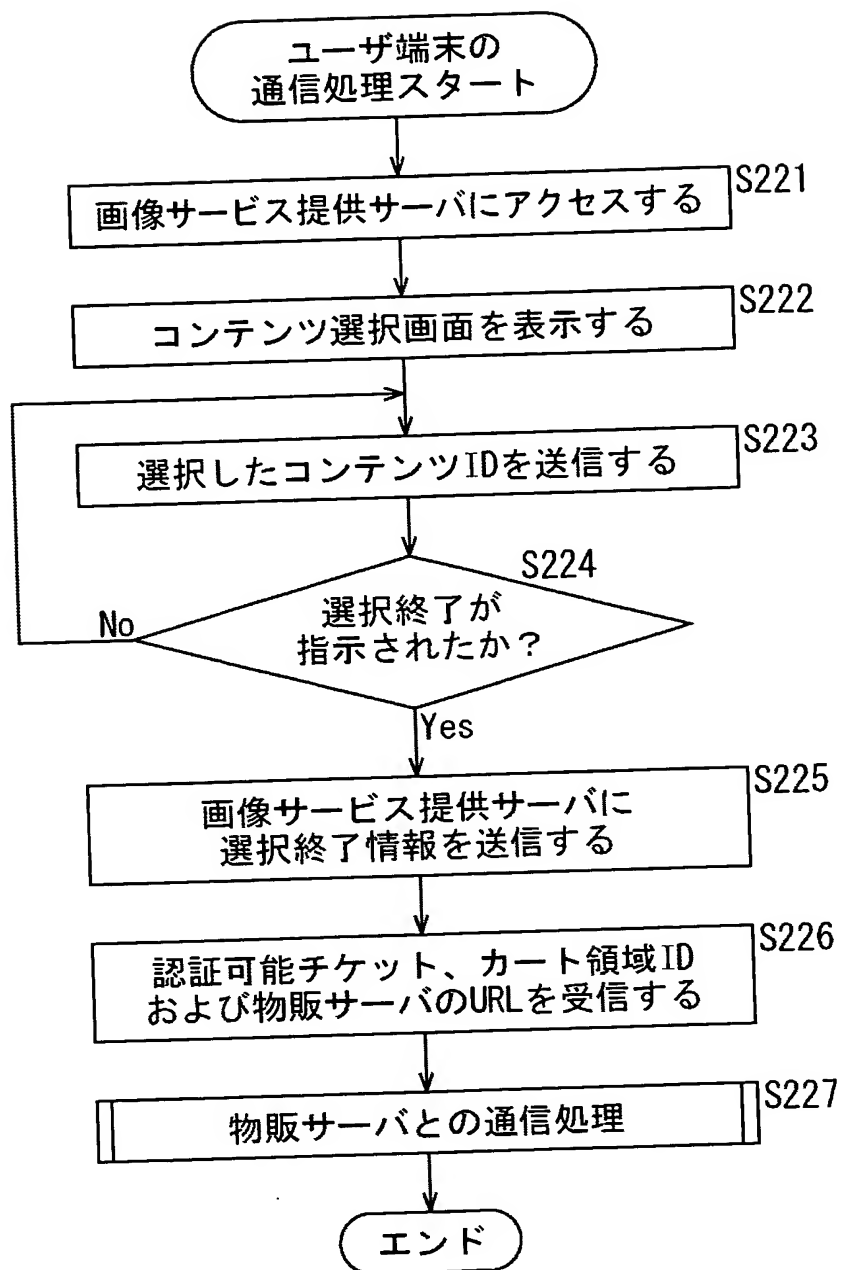 ユーザ端末の
通信処理スタート
画像サービス提供サーバにアクセスする
S221
コンテンツ選択画面を表示する
S222
選択したコンテンツIDを送信する
S223
S224
選択終了が
指示されたか？
No
Yes
画像サービス提供サーバに
選択終了情報を送信する
S225
認証可能チケット、カート領域ID
および物販サーバのURLを受信する
S226
物販サーバとの通信処理
S227
エンド